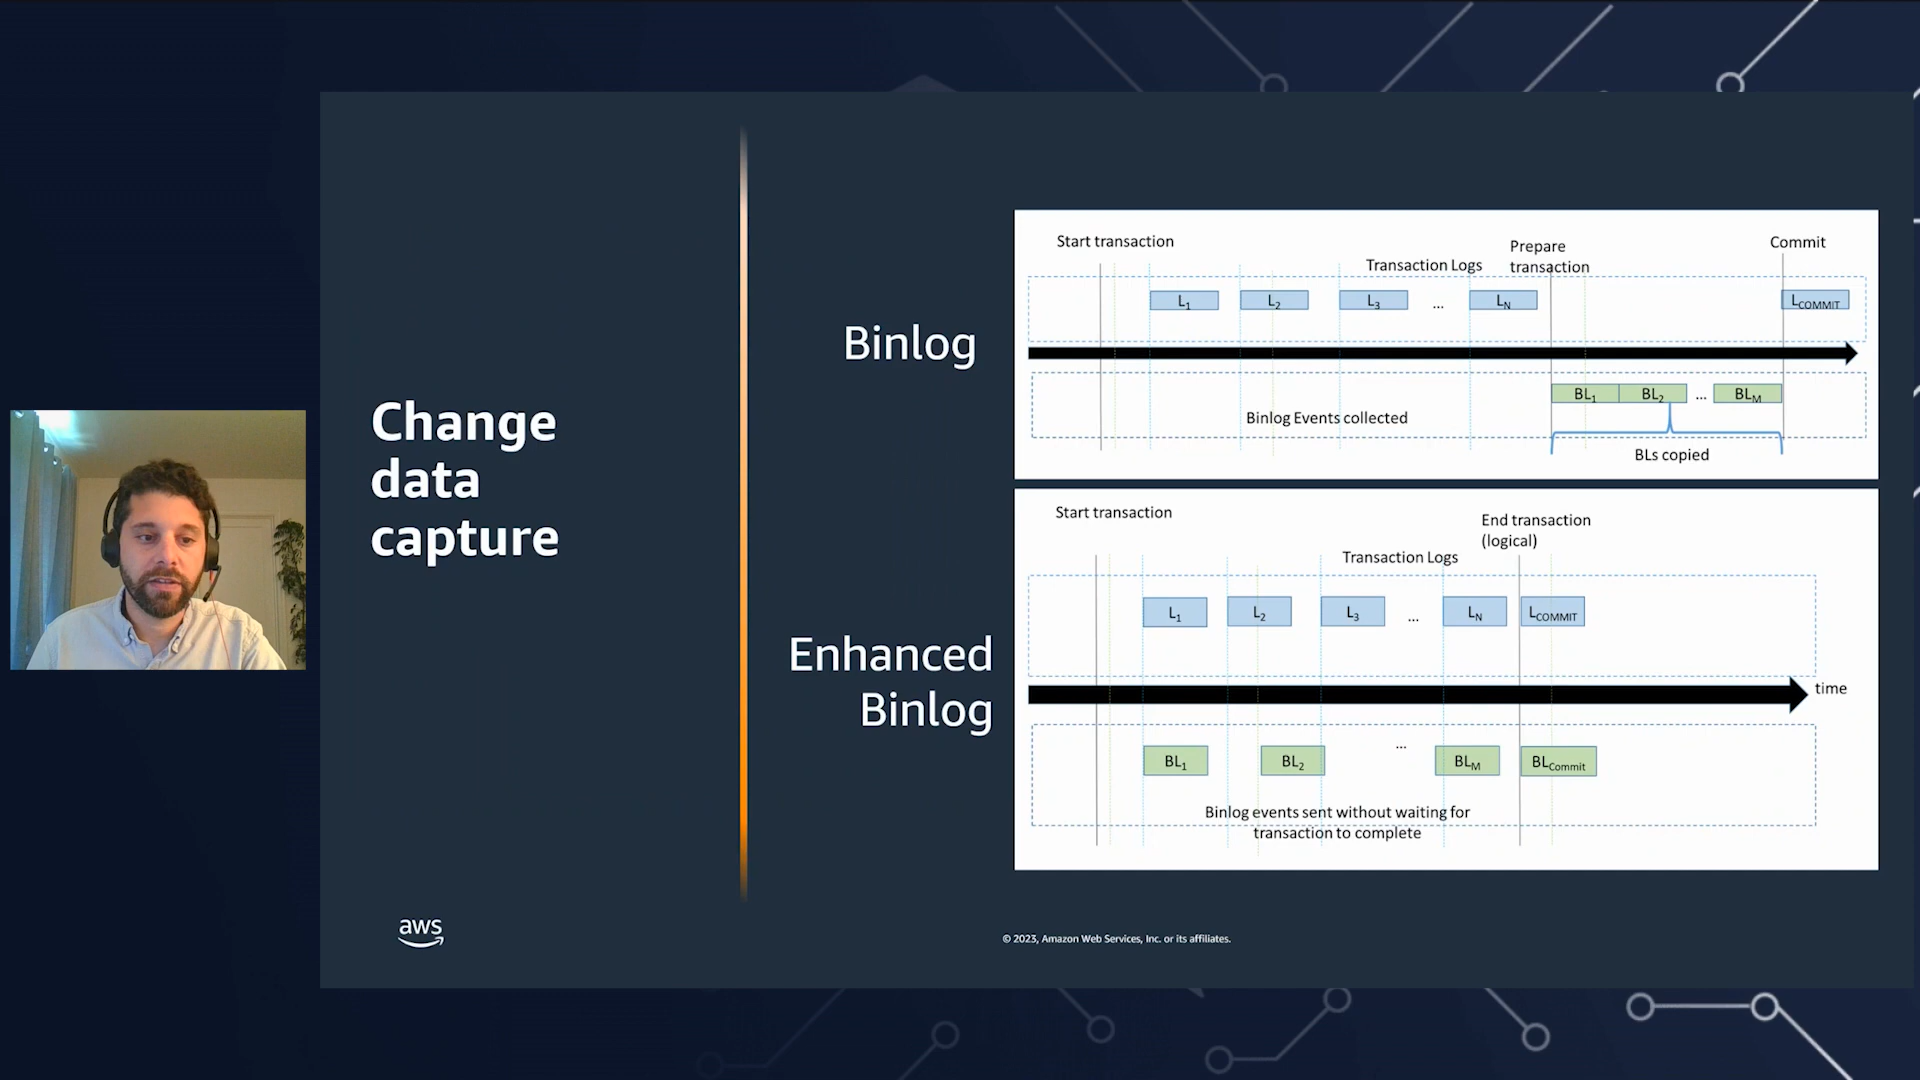 Change
data
capture
Binlog
Start transaction
Transaction Logs
Prepare
transaction
Commit
L1
L2
L3
...
LN
LCOMMIT
BL1
BL2
...
BLM
Binlog Events collected
BLs copied
Enhanced
Binlog
Start transaction
End transaction
(logical)
Transaction Logs
L1
L2
L3
...
LN
LCOMMIT
time
BL1
BL2
...
BLM
BLCommit
Binlog events sent without waiting for
transaction to complete
aws
© 2023, Amazon Web Services, Inc. or its affiliates.